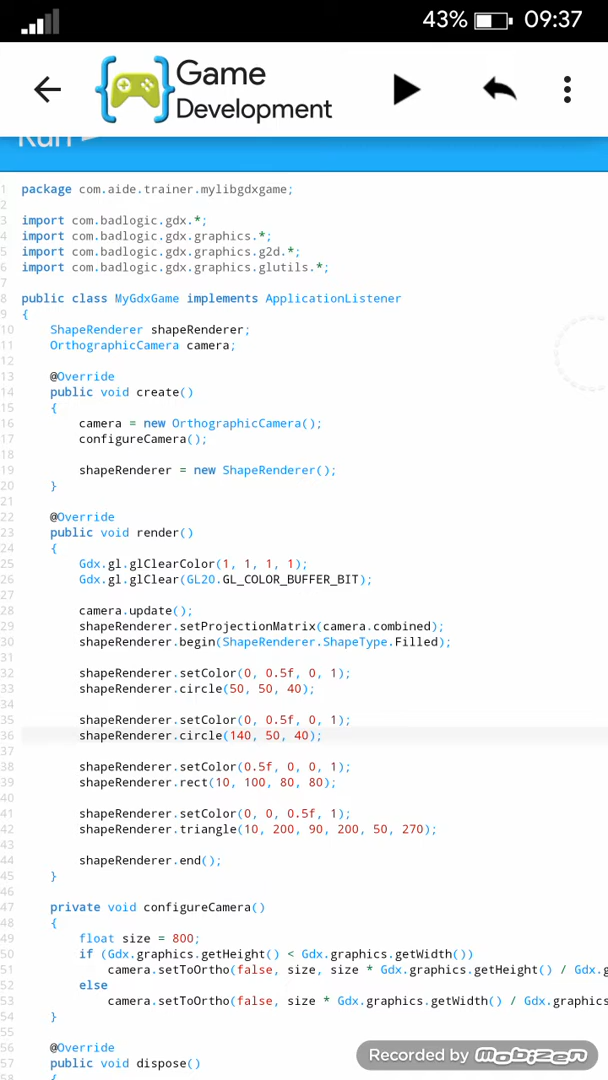 43% 09:37
Game
Development
Run
1 package com.aide.trainer.mylibgdxgame;
2
3 import com.badlogic.gdx.*;
4 import com.badlogic.gdx.graphics.*;
5 import com.badlogic.gdx.graphics.g2d.*;
6 import com.badlogic.gdx.graphics.glutils.*;
7
8 public class MyGdxGame implements ApplicationListener
9 {
10 ShapeRenderer shapeRenderer;
11 OrthographicCamera camera;
12
13 @Override
14 public void create()
15 {
16 camera = new OrthographicCamera();
17 configureCamera();
18
19 shapeRenderer = new ShapeRenderer();
20 }
21
22 @Override
23 public void render()
24 {
25 Gdx.gl.glClearColor(1, 1, 1, 1);
26 Gdx.gl.glClear(GL20.GL_COLOR_BUFFER_BIT);
27
28 camera.update();
29 shapeRenderer.setProjectionMatrix(camera.combined);
30 shapeRenderer.begin(ShapeRenderer.ShapeType.Filled);
31
32 shapeRenderer.setColor(0, 0.5f, 0, 1);
33 shapeRenderer.circle(50, 50, 40);
34
35 shapeRenderer.setColor(0, 0.5f, 0, 1);
36 shapeRenderer.circle(140, 50, 40);
37
38 shapeRenderer.setColor(0.5f, 0, 0, 1);
39 shapeRenderer.rect(10, 100, 80, 80);
40
41 shapeRenderer.setColor(0, 0, 0.5f, 1);
42 shapeRenderer.triangle(10, 200, 90, 200, 50, 270);
43
44 shapeRenderer.end();
45 }
46
47 private void configureCamera()
48 {
49 float size = 800;
50 if (Gdx.graphics.getHeight() < Gdx.graphics.getWidth())
51 camera.setToOrtho(false, size, size * Gdx.graphics.getHeight() / Gdx.g
52 else
53 camera.setToOrtho(false, size * Gdx.graphics.getWidth() / Gdx.graphics
54 }
55
56 @Override
57 public void dispose()
58 {
Recorded by mobizen